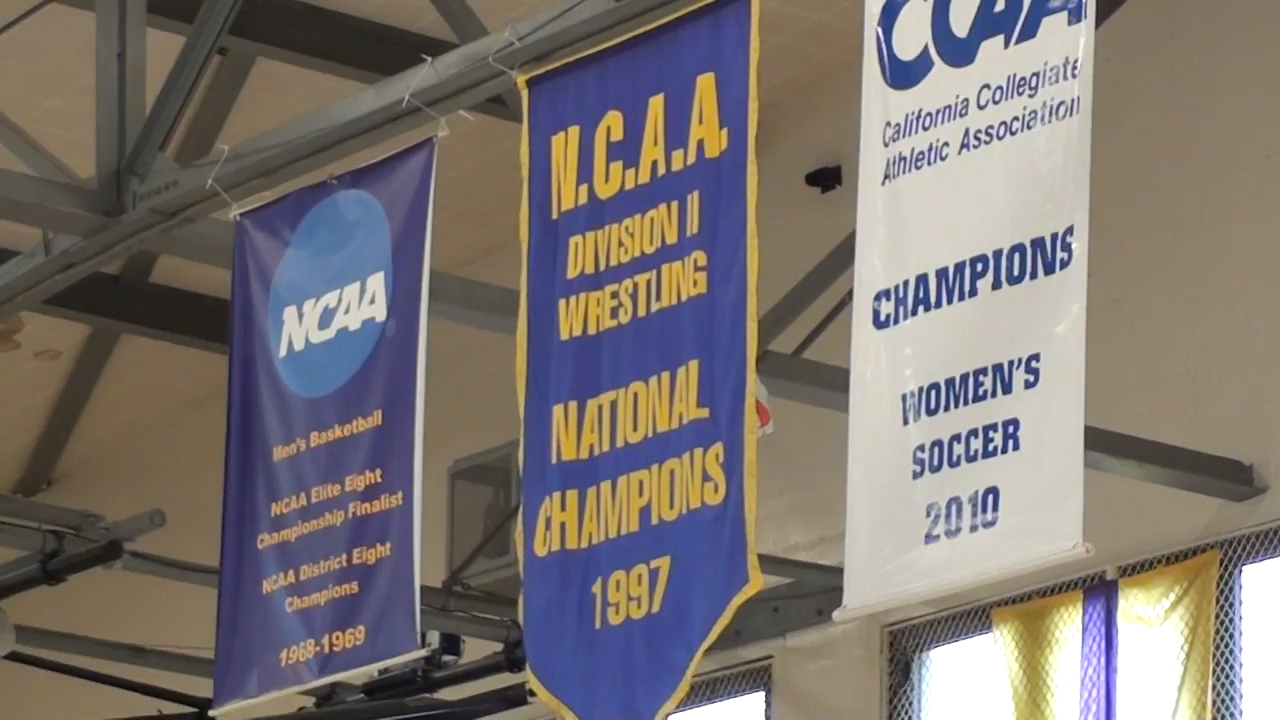 NCAA
Men's Basketball
NCAA Elite Eight
Championship Finalist
NCAA District Eight
Champions
1968-1969
N.C.A.A.
DIVISION II
WRESTLING
NATIONAL
CHAMPIONS
1997
CCAA
California Collegiate
Athletic Association
CHAMPIONS
WOMEN'S
SOCCER
2010